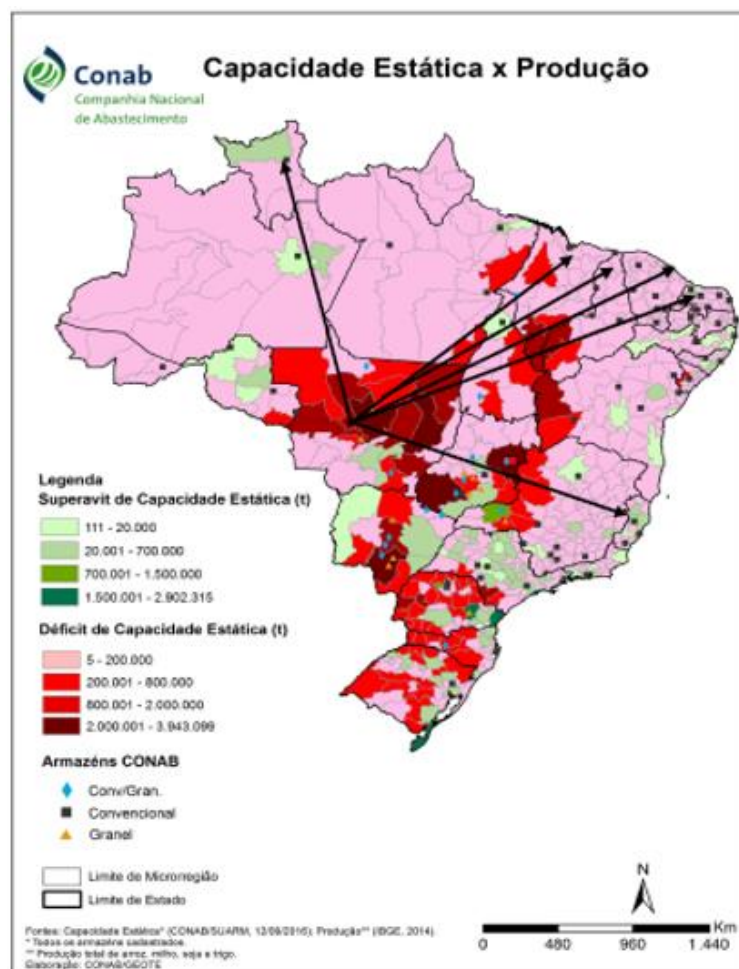 Conab
Companhia Nacional
de Abastecimento
Capacidade Estática x Produção
Legenda
Superavit de Capacidade Estática (t)
111 - 20.000
20.001 - 700.000
700.001 - 1.500.000
1.500.001 - 2.902.315
Déficit de Capacidade Estática (t)
5 - 200.000
200.001 - 800.000
800.001 - 2.000.000
2.000.001 - 3.943.099
Armazéns CONAB
Conv/Gran.
Convencional
Granel
Limite de Microrregião
Limite de Estado
N
Km
0 480 960 1.440
Fontes: Capacidade Estática* (CONAB/SUARM, 12/09/2016); Produção** (IBGE, 2014).
* Todos os armazéns cadastrados.
** Produção total de arroz, milho, soja e trigo.
Elaboração: CONAB/GEOTE